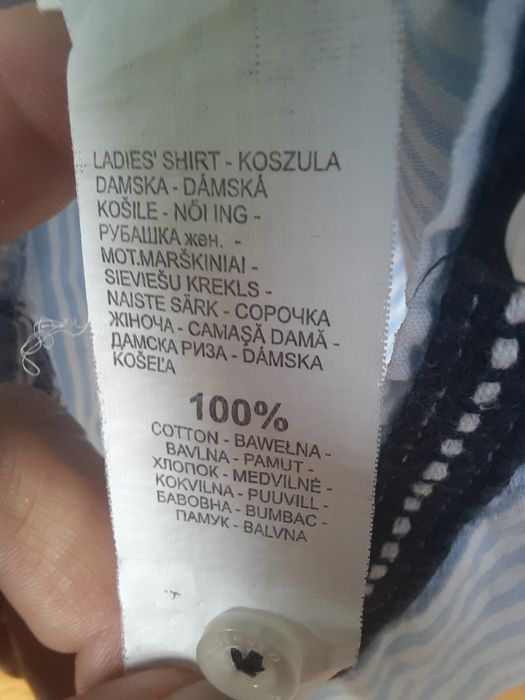 LADIES' SHIRT - KOSZULA
DAMSKA - DÁMSKÁ
KOŠILE - NÖI ING -
РУБАШКА жен. -
MOT.MARŠKINIAI -
SIEVIEŠU KREKLS -
NAISTE SÄRK - СОРОЧКА
ЖІНОЧА - CAMAŞĂ DAMĂ -
ДАМСКА РИЗА - DÁMSKA
KOŠEĽA
100%
COTTON - BAWEŁNA -
BAVLNA - PAMUT -
ХЛОПОК - MEDVILNĖ -
KOKVILNA - PUUVILL -
БАВОВНА - BUMBAC -
ПАМУК - BALVNA